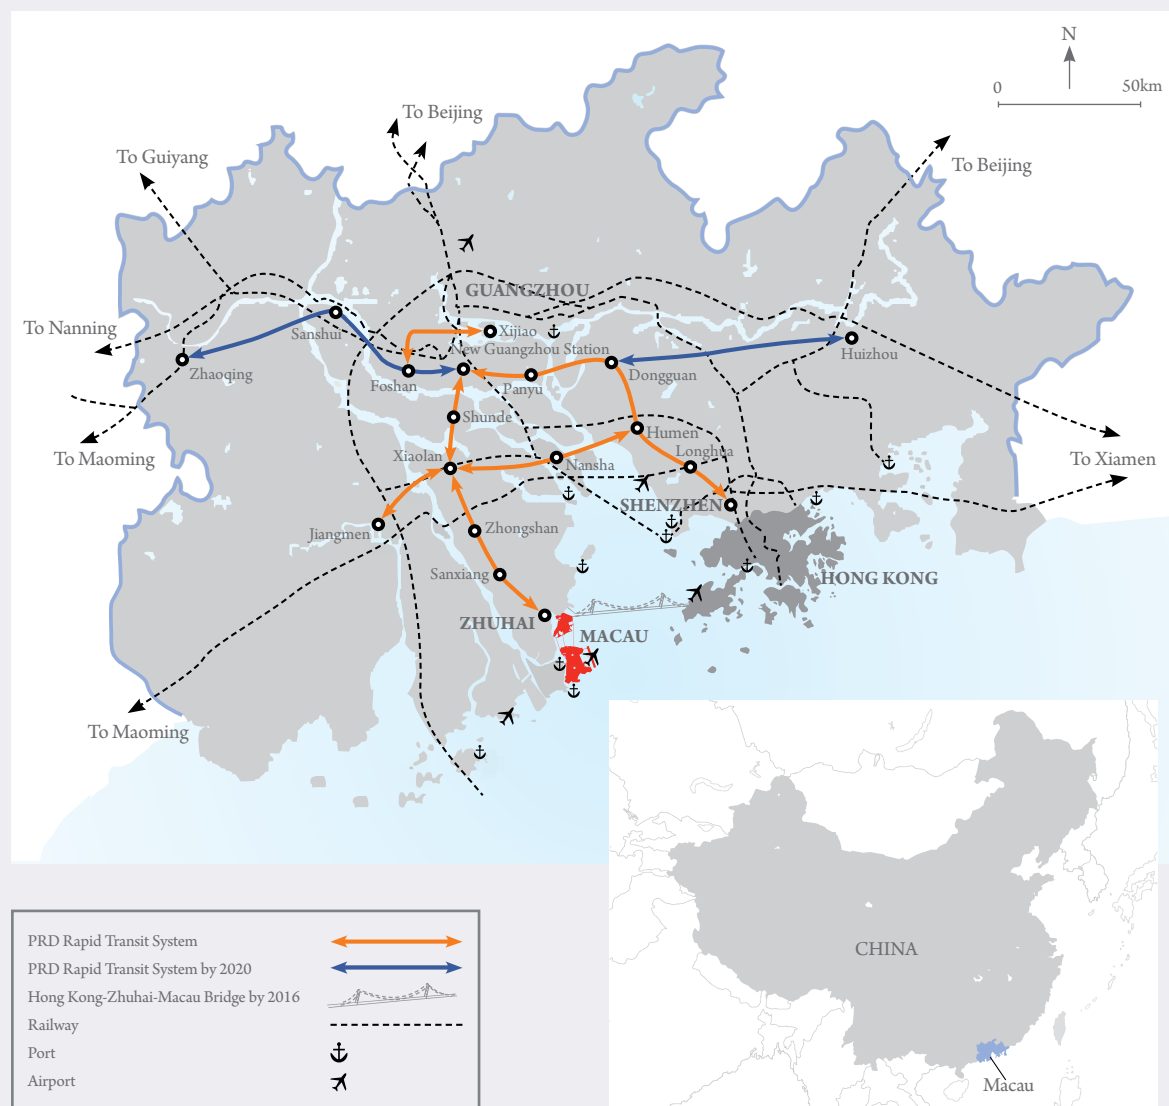 N
0
50km
To Beijing
To Guiyang
To Beijing
GUANGZHOU
To Nanning
Sanshui
Xijiao
New Guangzhou Station
Huizhou
Zhaoqing
Foshan
Panyu
Dongguan
Shunde
Humen
To Maoming
Xiaolan
Nansha
Longhua
To Xiamen
SHENZHEN
Jiangmen
Zhongshan
Sanxiang
HONG KONG
ZHUHAI
MACAU
To Maoming
CHINA
Macau
PRD Rapid Transit System
PRD Rapid Transit System by 2020
Hong Kong-Zhuhai-Macau Bridge by 2016
Railway
Port
Airport